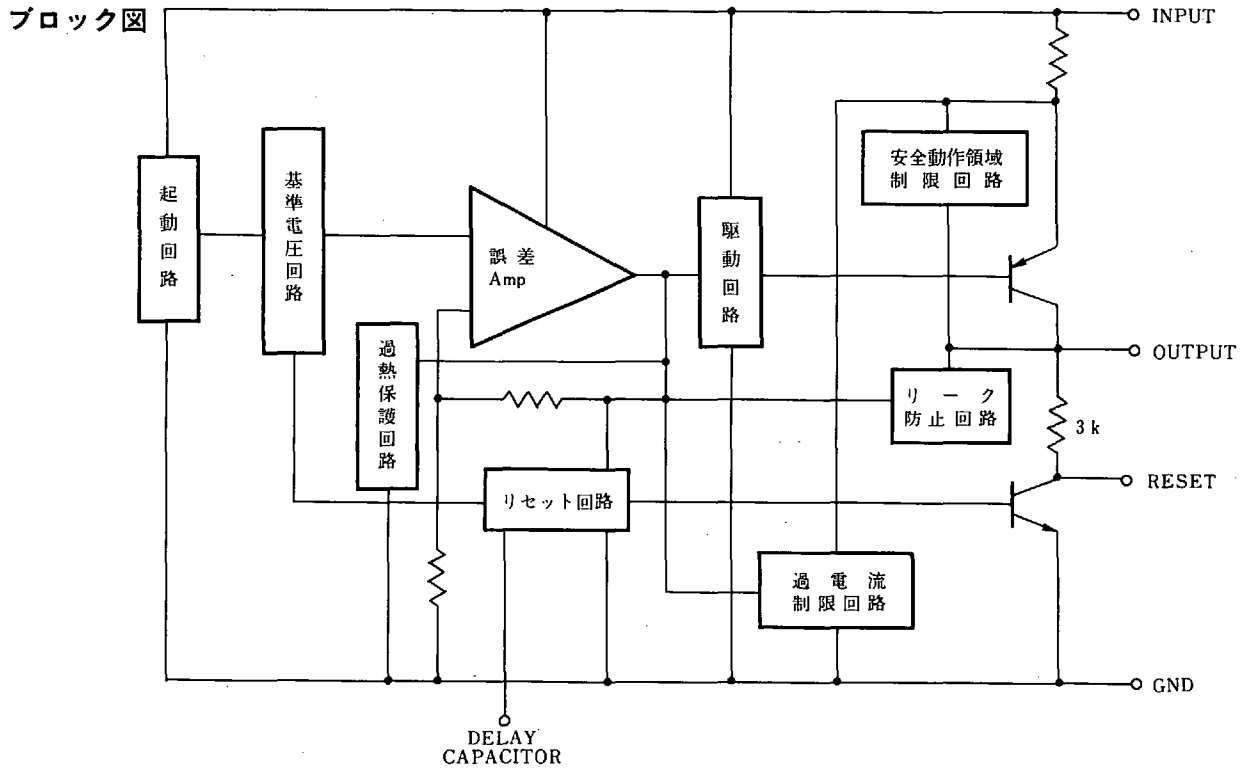 ブロック図
INPUT
安全動作領域
制限回路
起動回路
基準電圧回路
誤差
Amp
駆動回路
過熱保護回路
OUTPUT
リーク
防止回路
3k
リセット回路
RESET
過電流
制限回路
GND
DELAY
CAPACITOR